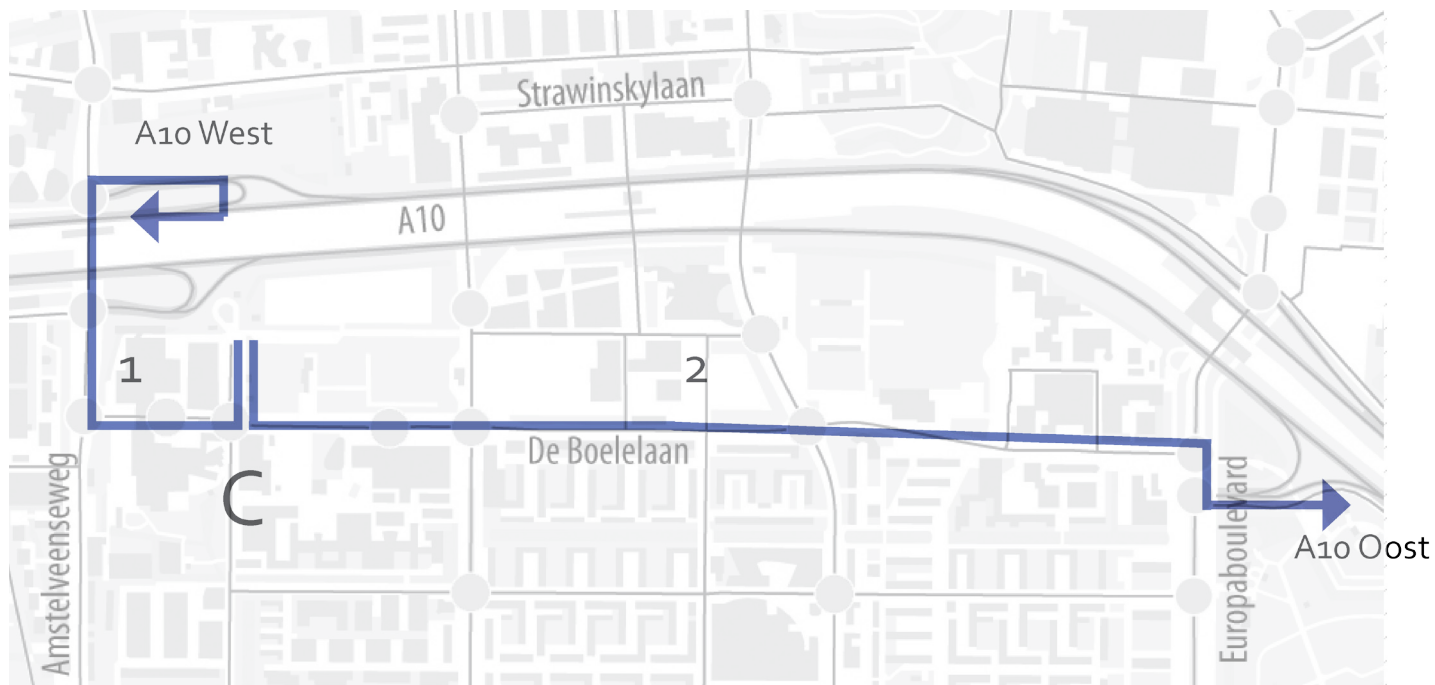 Strawinskylaan
A10 West
A10
1
2
De Boelelaan
C
Amstelveenseweg
Europaboulevard
A10 Oost